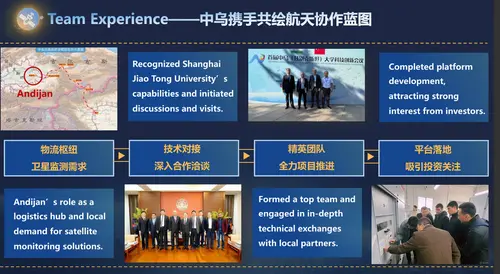 Team Experience——中乌携手共绘航天协作蓝图
Andijan
Recognized Shanghai
Jiao Tong University's
capabilities and initiated
discussions and visits.
Completed platform
development,
attracting strong
interest from investors.
物流枢纽
卫星监测需求
技术对接
深入合作洽谈
精英团队
全力项目推进
平台落地
吸引投资关注
Andijan's role as a
logistics hub and local
demand for satellite
monitoring solutions.
Formed a top team and
engaged in in-depth
technical exchanges
with local partners.